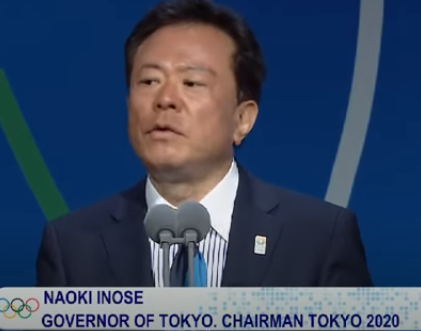 NAOKI INOSE
GOVERNOR OF TOKYO. CHAIRMAN TOKYO 2020